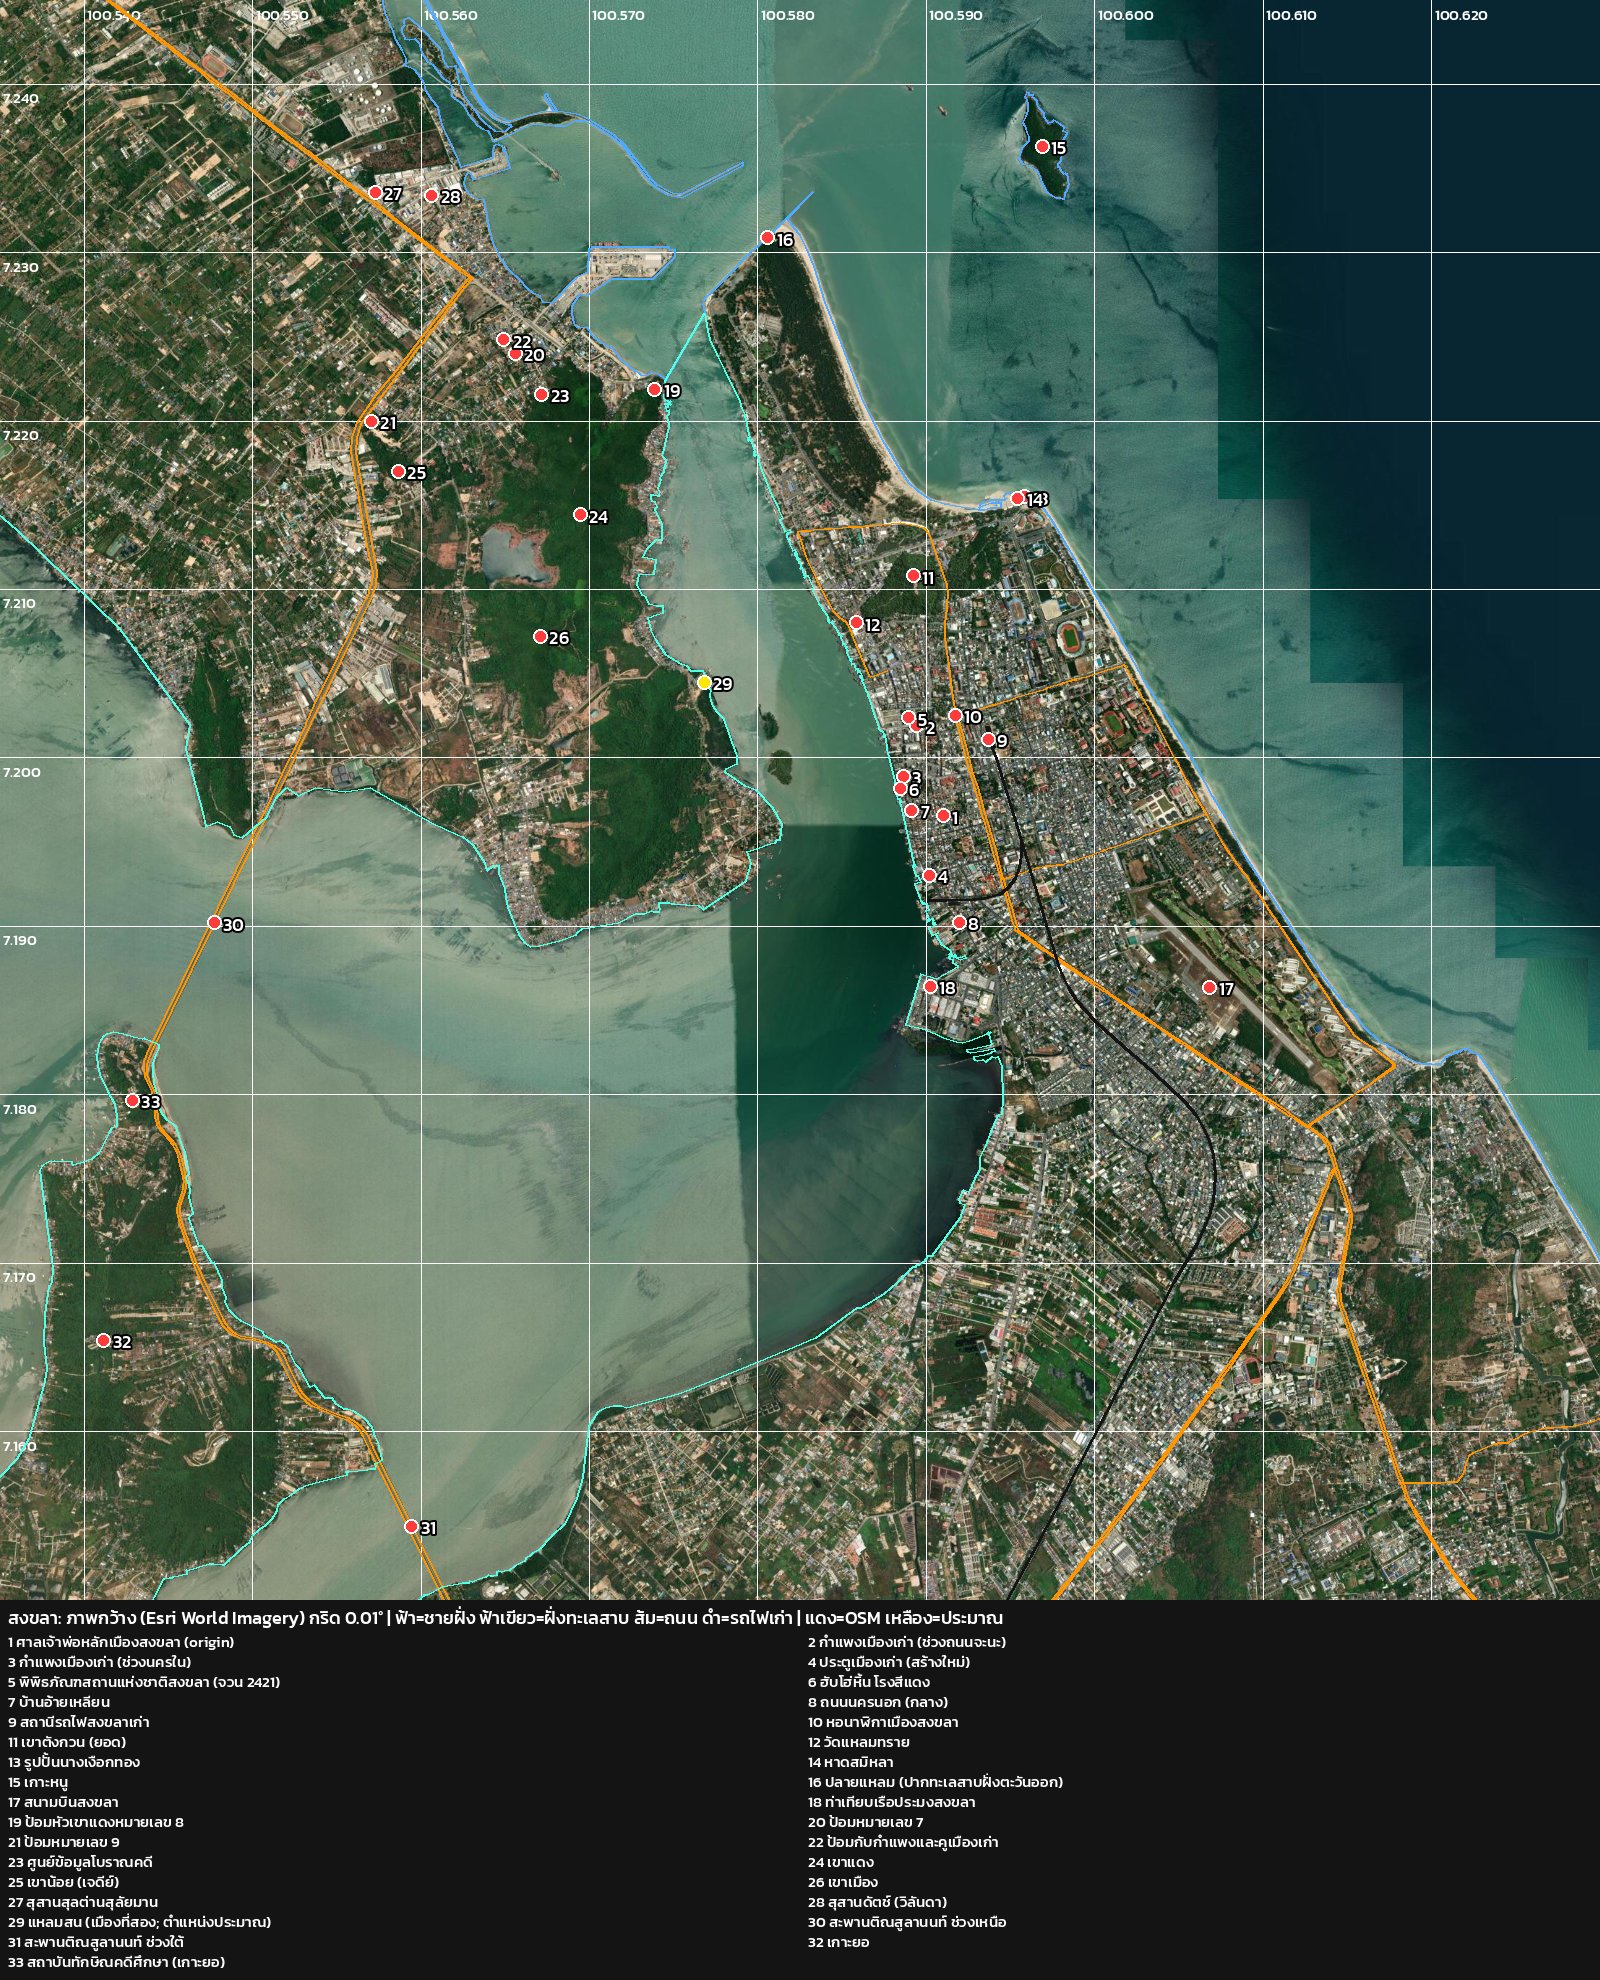 100.540 100.550 100.560 100.570 100.580 100.590 100.600 100.610 100.620
7.240
15
27
28
16
7.230
22
20
19
23
21
7.220
25
14
24
11
7.210
12
26
29
5
10
2
9
7.200
3
6
7
1
4
30
8
7.190
18
17
33
7.180
7.170
32
7.160
31
สงขลา: ภาพกว้าง (Esri World Imagery) กริด 0.01° | ฟ้า=ชายฝั่ง ฟ้าเขียว=ฝั่งทะเลสาบ ส้ม=ถนน ดำ=รถไฟเก่า | แดง=OSM เหลือง=ประมาณ
1 ศาลเจ้าพ่อหลักเมืองสงขลา (origin)
2 กำแพงเมืองเก่า (ช่วงถนนจะนะ)
3 กำแพงเมืองเก่า (ช่วงนครใน)
4 ประตูเมืองเก่า (สร้างใหม่)
5 พิพิธภัณฑสถานแห่งชาติสงขลา (จวน 2421)
6 ฮับโฮ่หิ้น โรงสีแดง
7 บ้านอ้ายเหลียน
8 ถนนนครนอก (กลาง)
9 สถานีรถไฟสงขลาเก่า
10 หอนาฬิกาเมืองสงขลา
11 เขาตังกวน (ยอด)
12 วัดแหลมทราย
13 รูปปั้นนางเงือกทอง
14 หาดสมิหลา
15 เกาะหนู
16 ปลายแหลม (ปากทะเลสาบฝั่งตะวันออก)
17 สนามบินสงขลา
18 ท่าเทียบเรือประมงสงขลา
19 ป้อมหัวเขาแดงหมายเลข 8
20 ป้อมหมายเลข 7
21 ป้อมหมายเลข 9
22 ป้อมกับกำแพงและคูเมืองเก่า
23 ศูนย์ข้อมูลโบราณคดี
24 เขาแดง
25 เขาน้อย (เจดีย์)
26 เขาเมือง
27 สุสานสุลต่านสุลัยมาน
28 สุสานดัตช์ (วิลันดา)
29 แหลมสน (เมืองที่สอง; ตำแหน่งประมาณ)
30 สะพานติณสูลานนท์ ช่วงเหนือ
31 สะพานติณสูลานนท์ ช่วงใต้
32 เกาะยอ
33 สถาบันทักษิณคดีศึกษา (เกาะยอ)